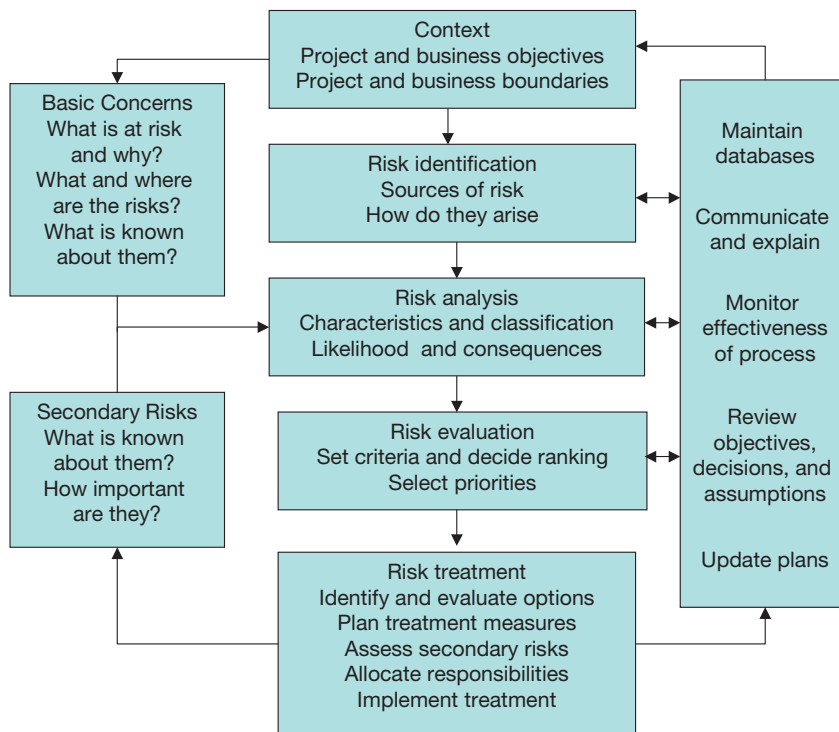 Context
Project and business objectives
Project and business boundaries
Basic Concerns
What is at risk
and why?
What and where
are the risks?
What is known
about them?
Risk identification
Sources of risk
How do they arise
Risk analysis
Characteristics and classification
Likelihood and consequences
Secondary Risks
What is known
about them?
How important
are they?
Risk evaluation
Set criteria and decide ranking
Select priorities
Risk treatment
Identify and evaluate options
Plan treatment measures
Assess secondary risks
Allocate responsibilities
Implement treatment
Maintain
databases
Communicate
and explain
Monitor
effectiveness
of process
Review
objectives,
decisions, and
assumptions
Update plans